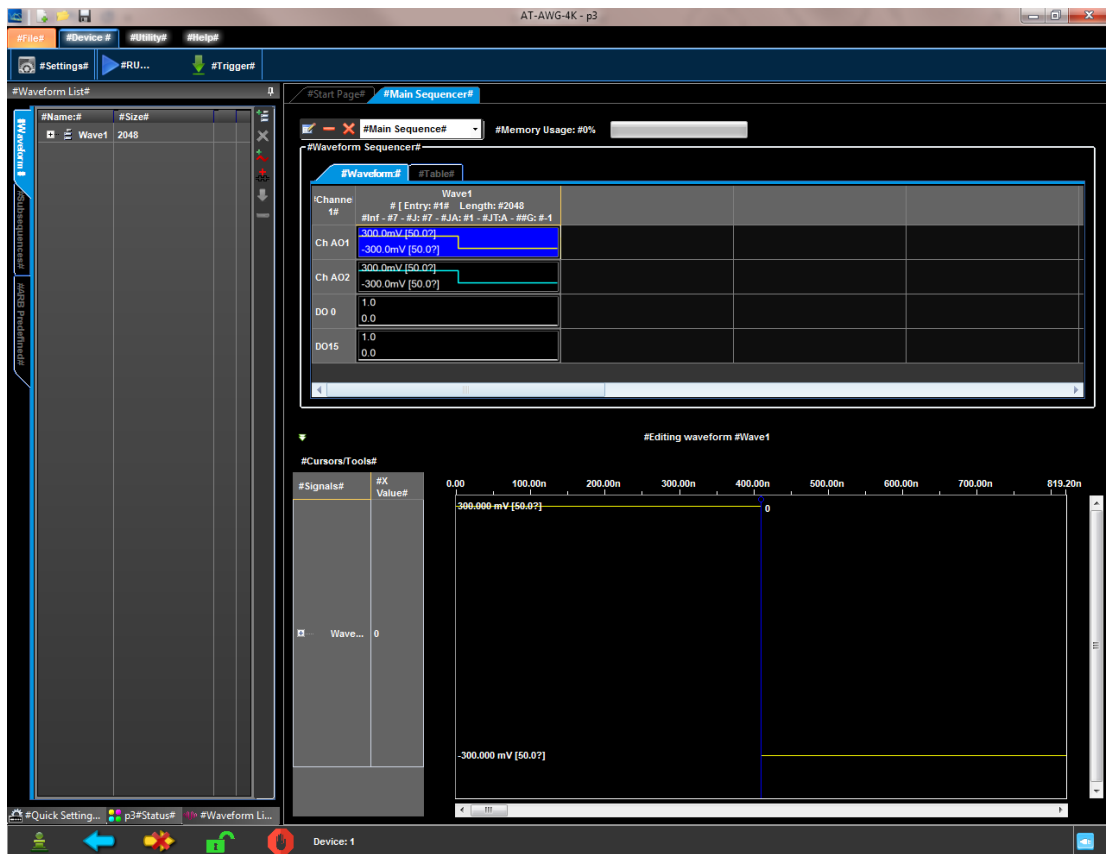 AT-AWG-4K - p3
#File# #Device # #Utility# #Help#
#Settings# #RU... #Trigger#
#Waveform List#
#Start Page# #Main Sequencer#
#Name:# #Size#
Wave1 2048
#Waveform#
#Subsequences#
#ARB Predefined#
#Main Sequence# #Memory Usage: #0%
#Waveform Sequencer#
#Waveform:# #Table#
Wave1
# [ Entry: #1# Length: #2048
#Inf - #7 - #J: #7 - #JA: #1 - #JT:A - ##G: #-1
!Channe
1#
Ch AO1
300.0mV [50.0?]
-300.0mV [50.0?]
Ch AO2
300.0mV [50.0?]
-300.0mV [50.0?]
DO 0
1.0
0.0
DO15
1.0
0.0
#Editing waveform #Wave1
#Cursors/Tools#
#Signals# #X
Value#
0.00 100.00n 200.00n 300.00n 400.00n 500.00n 600.00n 700.00n 819.20n
300.000 mV [50.0?]
0
Wave... 0
-300.000 mV [50.0?]
#Quick Setting... p3#Status# #Waveform Li...
Device: 1